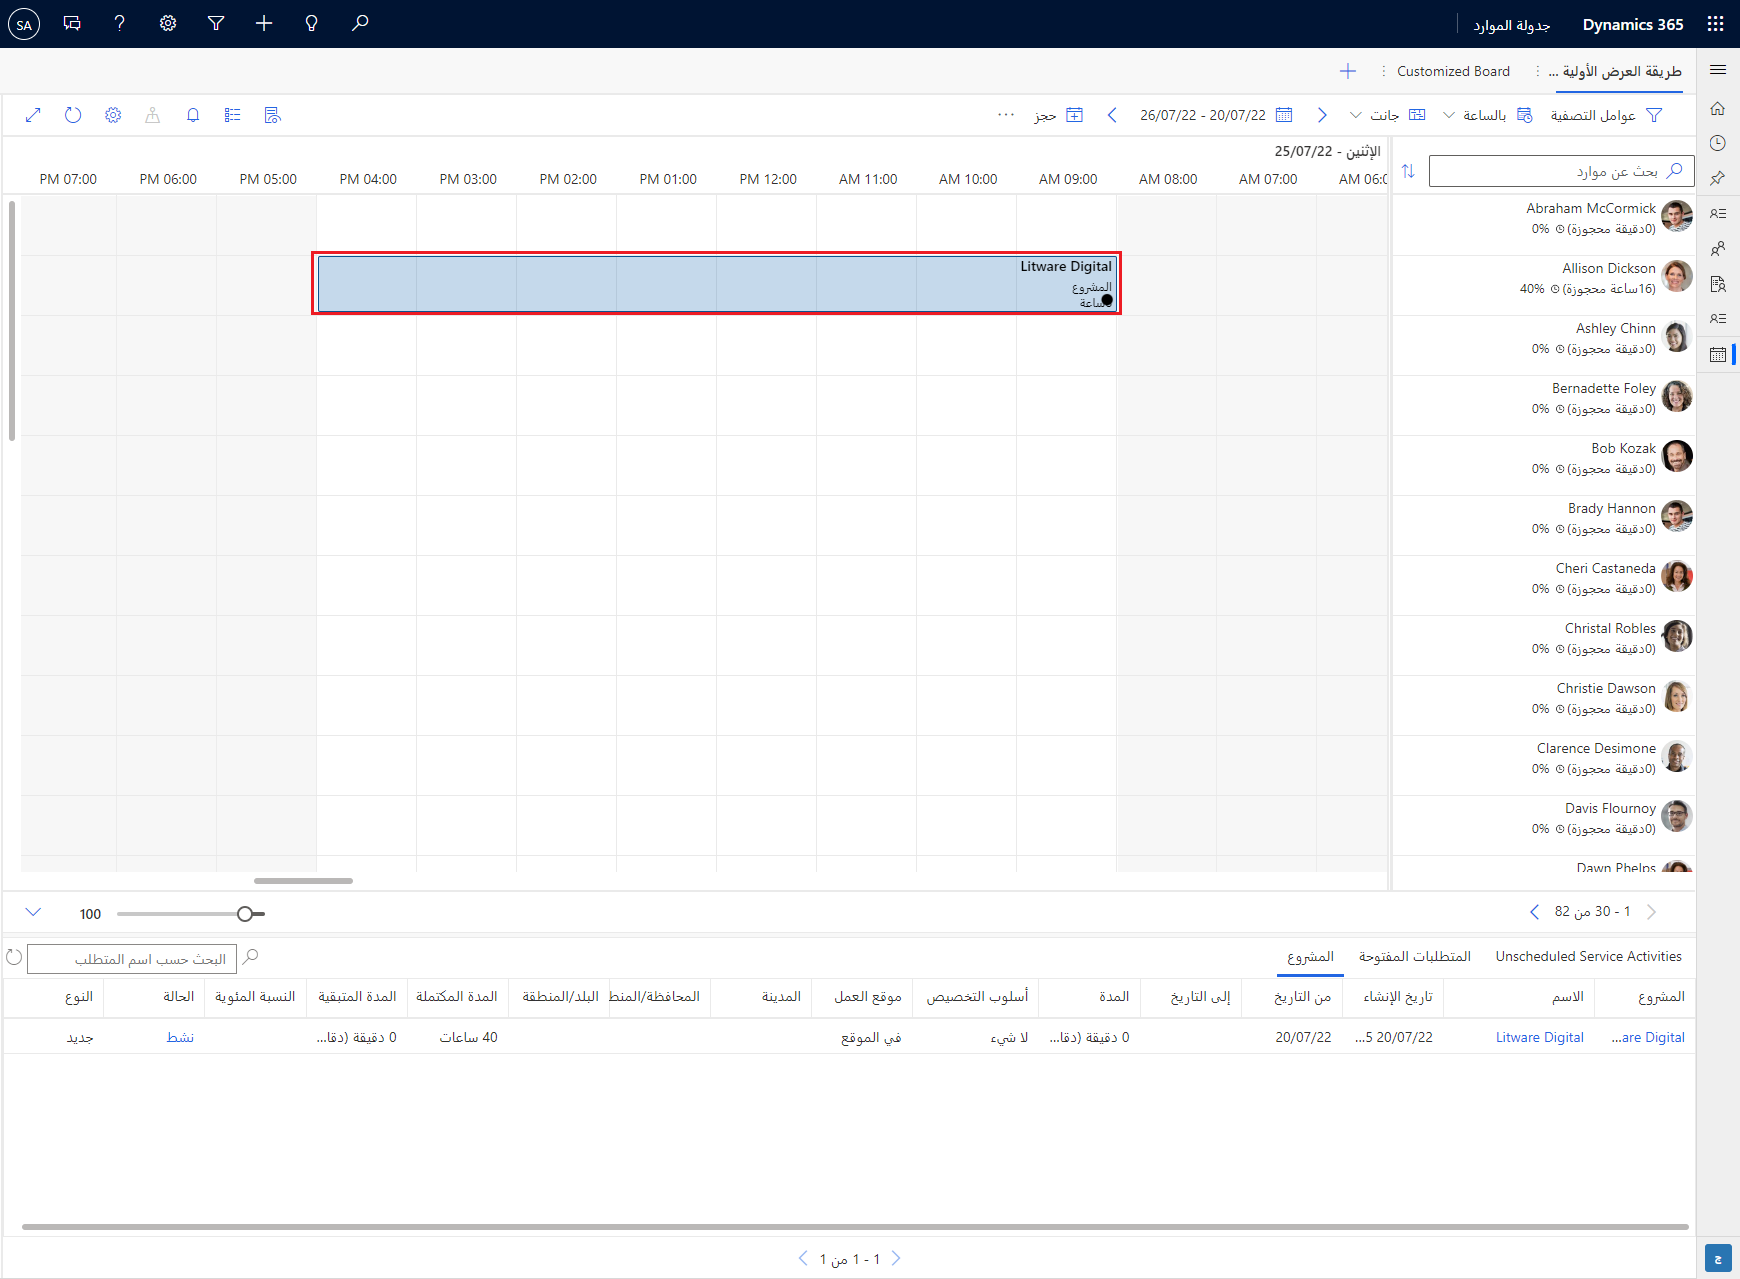 Dynamics 365
جدولة الموارد
SA
طريقة العرض الأولية ...
Customized Board
عوامل التصفية
بالساعة
جانت
20/07/22 - 26/07/22
حجز
بحث عن موارد
الإثنين - 25/07/22
AM 06:0
AM 07:00
AM 08:00
AM 09:00
AM 10:00
AM 11:00
PM 12:00
PM 01:00
PM 02:00
PM 03:00
PM 04:00
PM 05:00
PM 06:00
PM 07:00
Abraham McCormick
(0دقيقة محجوزة) 0%
Allison Dickson
(16ساعة محجوزة) 40%
Litware Digital
المشروع
ساعة
Ashley Chinn
(0دقيقة محجوزة) 0%
Bernadette Foley
(0دقيقة محجوزة) 0%
Bob Kozak
(0دقيقة محجوزة) 0%
Brady Hannon
(0دقيقة محجوزة) 0%
Cheri Castaneda
(0دقيقة محجوزة) 0%
Christal Robles
(0دقيقة محجوزة) 0%
Christie Dawson
(0دقيقة محجوزة) 0%
Clarence Desimone
(0دقيقة محجوزة) 0%
Davis Flournoy
(0دقيقة محجوزة) 0%
Dawn Phelps
1 - 30 من 82
100
Unscheduled Service Activities
المتطلبات المفتوحة
المشروع
البحث حسب اسم المتطلب
المشروع
الاسم
تاريخ الإنشاء
من التاريخ
إلى التاريخ
المدة
أسلوب التخصيص
موقع العمل
المدينة
المحافظة/المنط
البلد/المنطقة
المدة المكتملة
المدة المتبقية
النسبة المئوية
الحالة
النوع
...are Digital
Litware Digital
20/07/22 5...
20/07/22
0 دقيقة (دقا...
لا شيء
في الموقع
40 ساعات
0 دقيقة (دقا...
نشط
جديد
1 - 1 من 1
ج